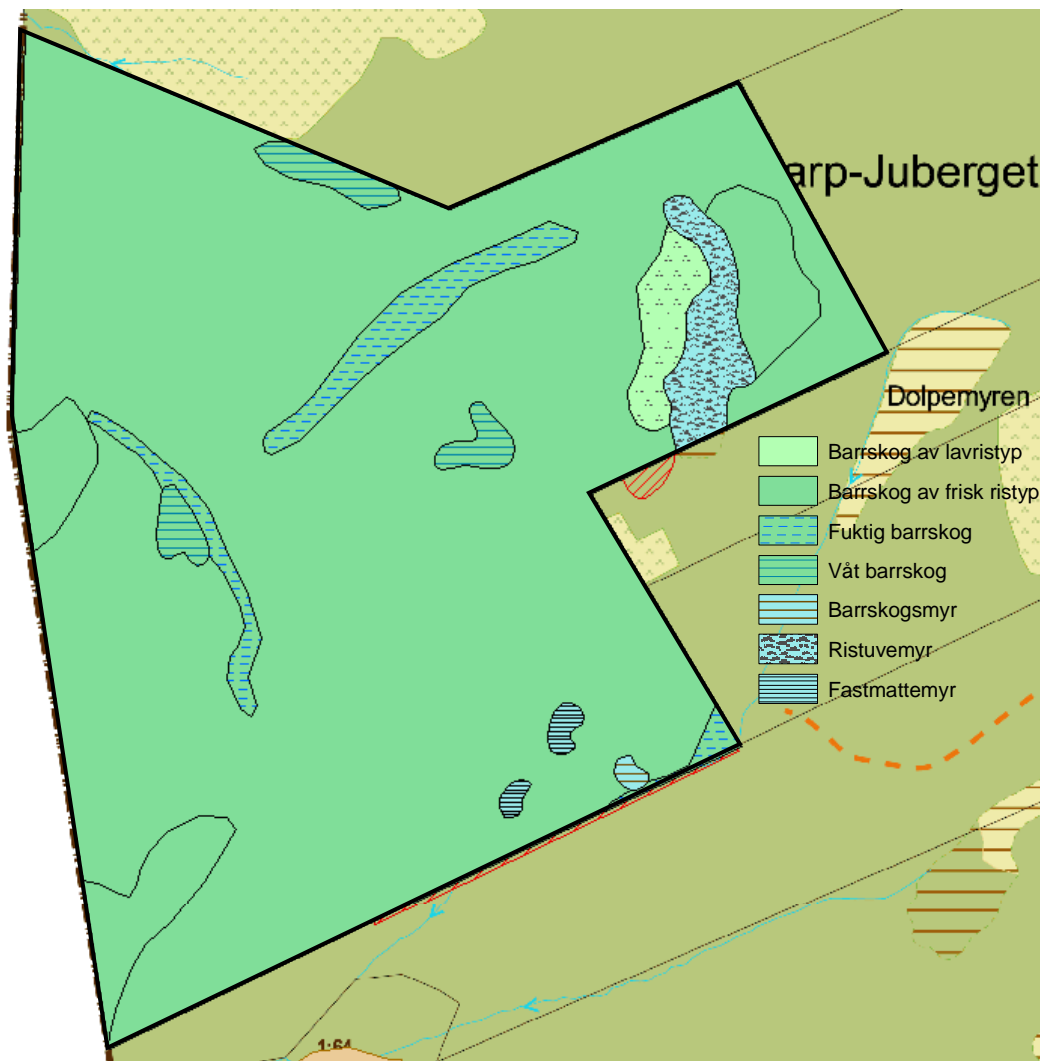 arp-Juberget
Dolpemyren
Barrskog av lavristyp
Barrskog av frisk ristyp
Fuktig barrskog
Våt barrskog
Barrskogsmyr
Ristuvemyr
Fastmattemyr
1:64